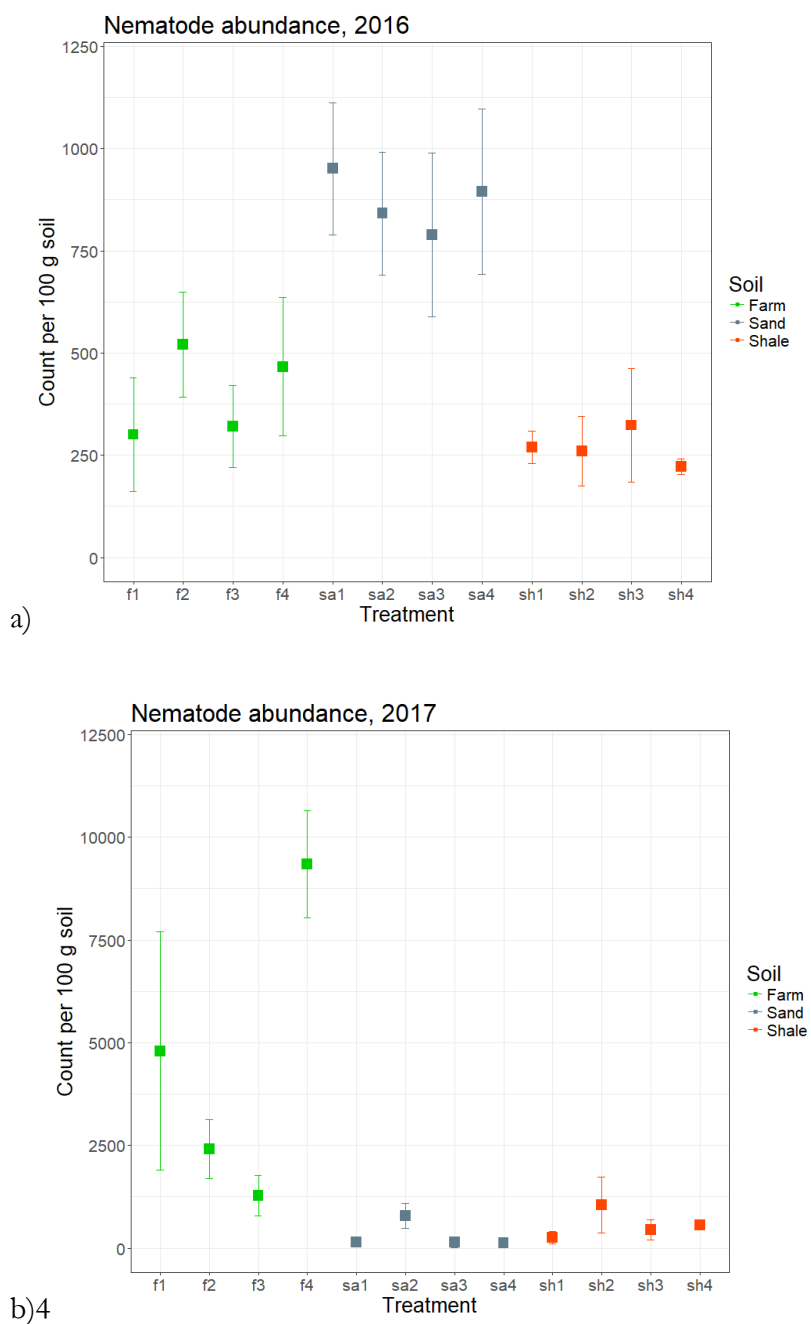 Nematode abundance, 2016
1250
1000
750
500
250
0
Count per 100 g soil
f1 f2 f3 f4 sa1 sa2 sa3 sa4 sh1 sh2 sh3 sh4
Treatment
Soil
Farm
Sand
Shale
a)
Nematode abundance, 2017
12500
10000
7500
5000
2500
0
Count per 100 g soil
f1 f2 f3 f4 sa1 sa2 sa3 sa4 sh1 sh2 sh3 sh4
Treatment
Soil
Farm
Sand
Shale
b)4